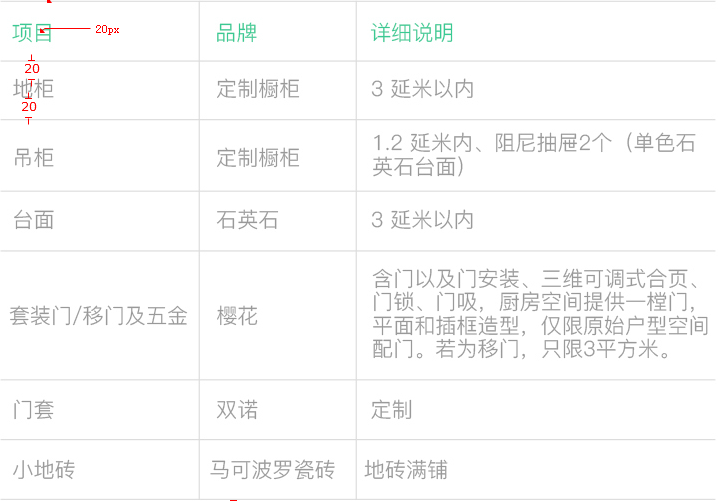 项目 20px 品牌 详细说明
20
地柜 定制橱柜 3 延米以内
20
吊柜 定制橱柜 1.2 延米内、阻尼抽屉2个（单色石
英石台面）
台面 石英石 3 延米以内
套装门/移门及五金 樱花 含门以及门安装、三维可调式合页、
门锁、门吸，厨房空间提供一樘门，
平面和插框造型，仅限原始户型空间
配门。若为移门，只限3平方米。
门套 双诺 定制
小地砖 马可波罗瓷砖 地砖满铺